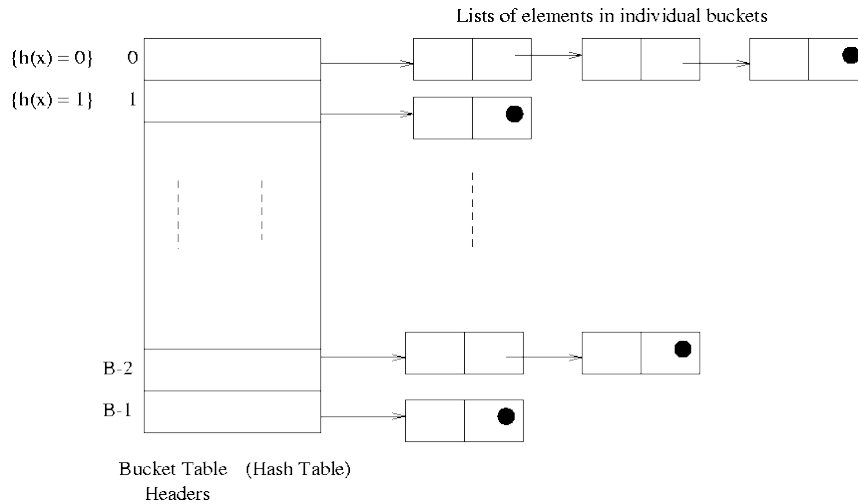 Lists of elements in individual buckets
{h(x) = 0} 0
{h(x) = 1} 1
B-2
B-1
Bucket Table (Hash Table)
Headers